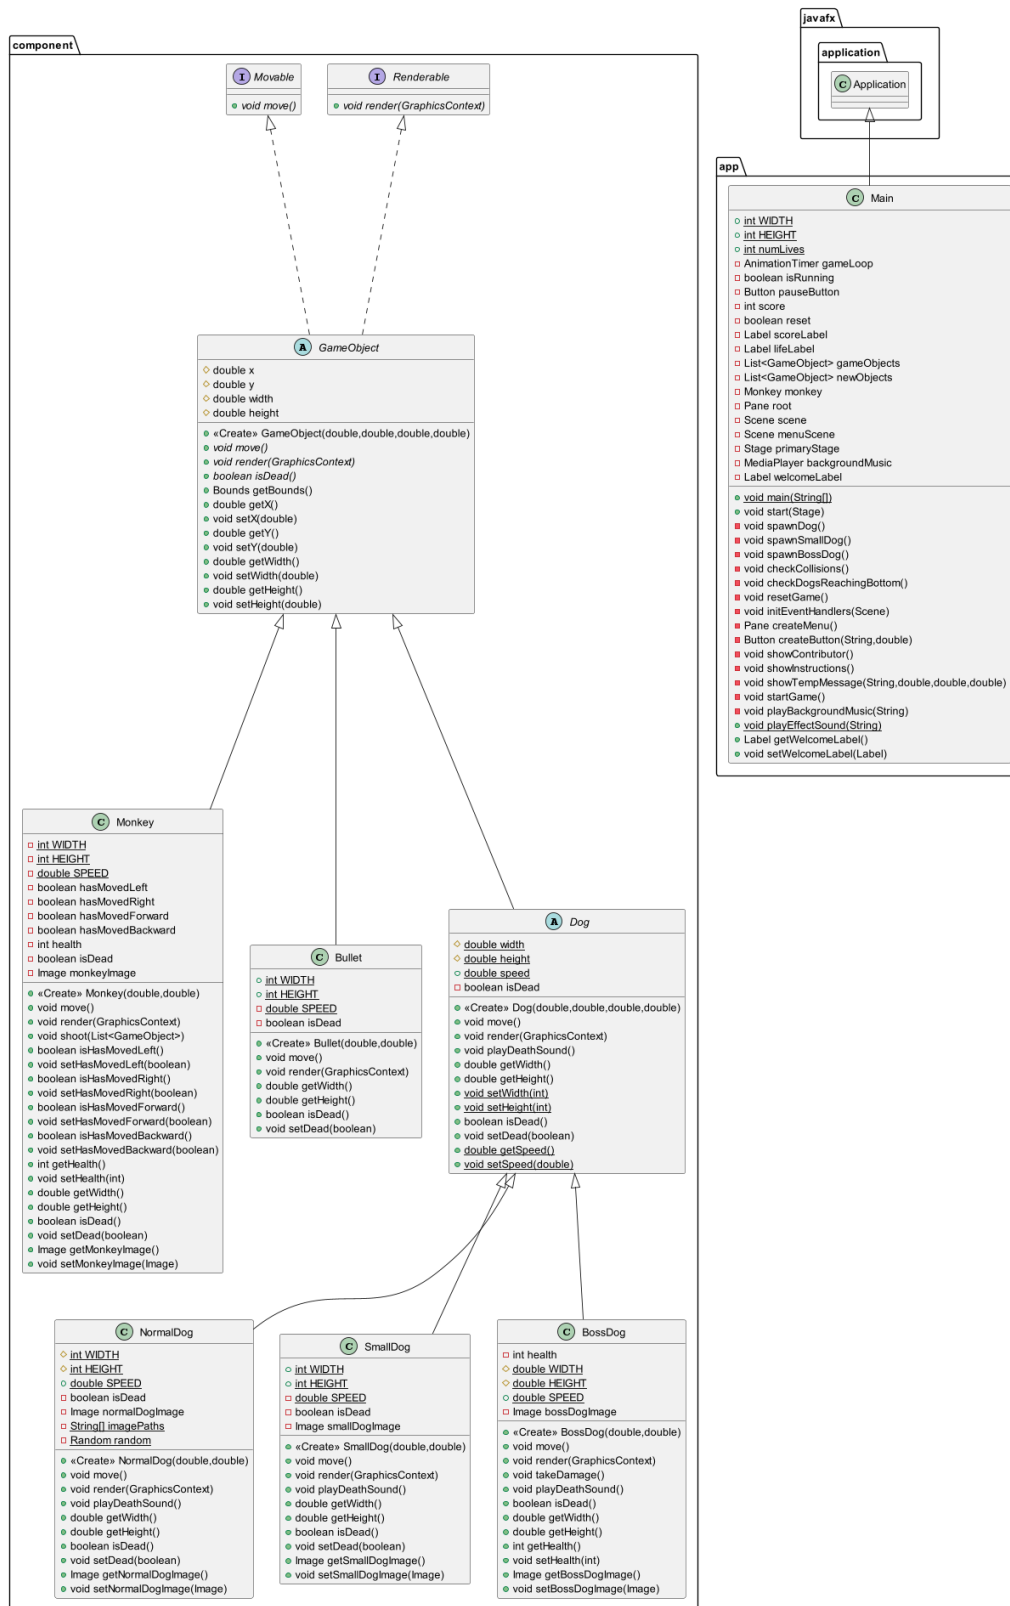 component
I Movable
void move()
I Renderable
void render(GraphicsContext)
javafx
application
C Application
app
C Main
int WIDTH
int HEIGHT
int numLives
AnimationTimer gameLoop
boolean isRunning
Button pauseButton
int score
boolean reset
Label scoreLabel
Label lifeLabel
List<GameObject> gameObjects
List<GameObject> newObjects
Monkey monkey
Pane root
Scene scene
Scene menuScene
Stage primaryStage
MediaPlayer backgroundMusic
Label welcomeLabel
void main(String[])
void start(Stage)
void spawnDog()
void spawnSmallDog()
void spawnBossDog()
void checkCollisions()
void checkDogsReachingBottom()
void resetGame()
void initEventHandlers(Scene)
Pane createMenu()
Button createButton(String,double)
void showContributor()
void showInstructions()
void showTempMessage(String,double,double,double)
void startGame()
void playBackgroundMusic(String)
void playEffectSound(String)
Label getWelcomeLabel()
void setWelcomeLabel(Label)
A GameObject
double x
double y
double width
double height
«Create» GameObject(double,double,double,double)
void move()
void render(GraphicsContext)
boolean isDead()
Bounds getBounds()
double getX()
void setX(double)
double getY()
void setY(double)
double getWidth()
void setWidth(double)
double getHeight()
void setHeight(double)
C Monkey
int WIDTH
int HEIGHT
double SPEED
boolean hasMovedLeft
boolean hasMovedRight
boolean hasMovedForward
boolean hasMovedBackward
int health
boolean isDead
Image monkeyImage
«Create» Monkey(double,double)
void move()
void render(GraphicsContext)
void shoot(List<GameObject>)
boolean isHasMovedLeft()
void setHasMovedLeft(boolean)
boolean isHasMovedRight()
void setHasMovedRight(boolean)
boolean isHasMovedForward()
void setHasMovedForward(boolean)
boolean isHasMovedBackward()
void setHasMovedBackward(boolean)
int getHealth()
void setHealth(int)
double getWidth()
double getHeight()
boolean isDead()
void setDead(boolean)
Image getMonkeyImage()
void setMonkeyImage(Image)
C Bullet
int WIDTH
int HEIGHT
double SPEED
boolean isDead
«Create» Bullet(double,double)
void move()
void render(GraphicsContext)
double getWidth()
double getHeight()
boolean isDead()
void setDead(boolean)
A Dog
double width
double height
double speed
boolean isDead
«Create» Dog(double,double,double,double)
void move()
void render(GraphicsContext)
void playDeathSound()
double getWidth()
double getHeight()
void setWidth(int)
void setHeight(int)
boolean isDead()
void setDead(boolean)
double getSpeed()
void setSpeed(double)
C NormalDog
int WIDTH
int HEIGHT
double SPEED
boolean isDead
Image normalDogImage
String[] imagePaths
Random random
«Create» NormalDog(double,double)
void move()
void render(GraphicsContext)
void playDeathSound()
double getWidth()
double getHeight()
boolean isDead()
void setDead(boolean)
Image getNormalDogImage()
void setNormalDogImage(Image)
C SmallDog
int WIDTH
int HEIGHT
double SPEED
boolean isDead
Image smallDogImage
«Create» SmallDog(double,double)
void move()
void render(GraphicsContext)
void playDeathSound()
double getWidth()
double getHeight()
boolean isDead()
void setDead(boolean)
Image getSmallDogImage()
void setSmallDogImage(Image)
C BossDog
int health
double WIDTH
double HEIGHT
double SPEED
Image bossDogImage
«Create» BossDog(double,double)
void move()
void render(GraphicsContext)
void takeDamage()
void playDeathSound()
boolean isDead()
double getWidth()
double getHeight()
int getHealth()
void setHealth(int)
Image getBossDogImage()
void setBossDogImage(Image)